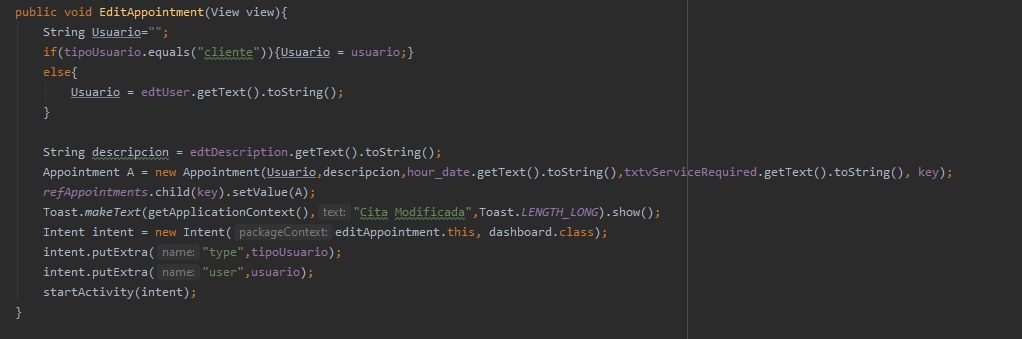 public void EditAppointment(View view){
String Usuario="";
if(tipoUsuario.equals("cliente")){Usuario = usuario;}
else{
Usuario = edtUser.getText().toString();
}
String descripcion = edtDescription.getText().toString();
Appointment A = new Appointment(Usuario,descripcion,hour_date.getText().toString(),txtvServiceRequired.getText().toString(), key);
refAppointments.child(key).setValue(A);
Toast.makeText(getApplicationContext(), text: "Cita Modificada",Toast.LENGTH_LONG).show();
Intent intent = new Intent( packageContext: editAppointment.this, dashboard.class);
intent.putExtra( name: "type",tipoUsuario);
intent.putExtra( name: "user",usuario);
startActivity(intent);
}